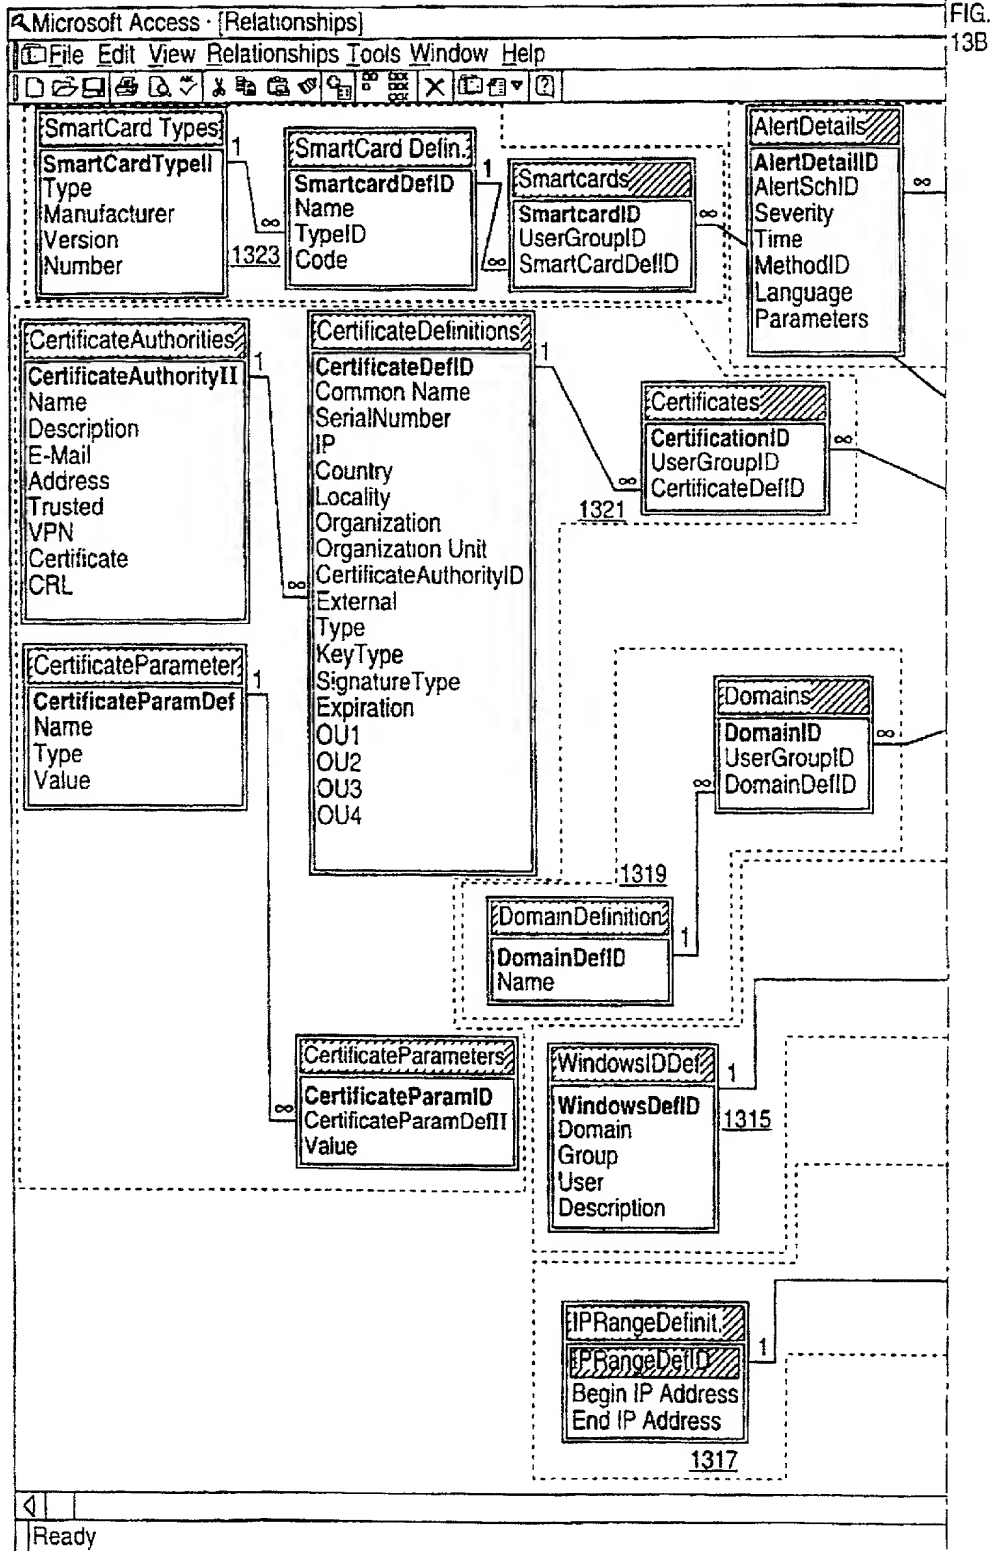 Microsoft Access · [Relationships]
FIG.
13B
File Edit View Relationships Tools Window Help
SmartCard Types
SmartCardTypeII
Type
Manufacturer
Version
Number
1
∞
1323
SmartCard Defin.
SmartcardDefID
Name
TypeID
Code
1
∞
Smartcards
SmartcardID
UserGroupID
SmartCardDefID
∞
AlertDetails
AlertDetailID
AlertSchID
Severity
Time
MethodID
Language
Parameters
∞
CertificateAuthorities
CertificateAuthorityII
Name
Description
E-Mail
Address
Trusted
VPN
Certificate
CRL
1
∞
CertificateDefinitions
CertificateDefID
Common Name
SerialNumber
IP
Country
Locality
Organization
Organization Unit
CertificateAuthorityID
External
Type
KeyType
SignatureType
Expiration
OU1
OU2
OU3
OU4
1
∞
1321
Certificates
CertificationID
UserGroupID
CertificateDefID
∞
CertificateParameter
CertificateParamDef
Name
Type
Value
1
∞
Domains
DomainID
UserGroupID
DomainDefID
∞
∞
1319
DomainDefinition
DomainDefID
Name
1
CertificateParameters
CertificateParamID
CertificateParamDefII
Value
WindowsIDDef
WindowsDefID
Domain
Group
User
Description
1
1315
IPRangeDefinit.
IPRangeDefID
Begin IP Address
End IP Address
1
1317
Ready